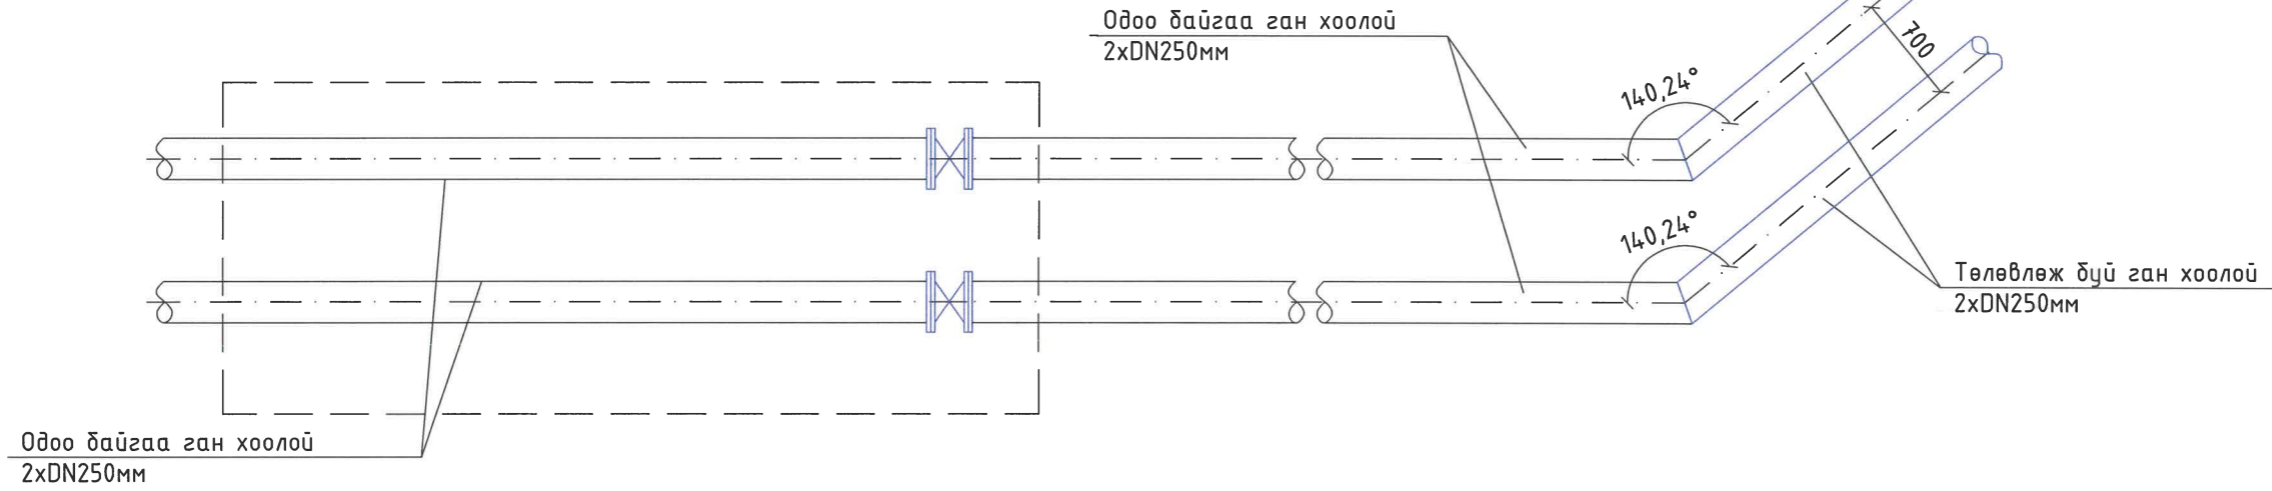 Одоо байгаа ган хоолой
2xDN250мм
700
140,24°
140,24°
Төлөвлөж буй ган хоолой
2xDN250мм
Одоо байгаа ган хоолой
2xDN250мм